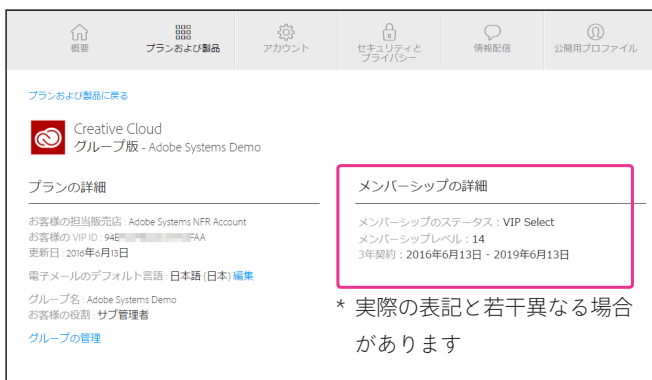 概要
プランおよび製品
アカウント
セキュリティと
プライバシー
情報配信
公開用プロファイル
プランおよび製品に戻る
Creative Cloud
グループ版 - Adobe Systems Demo
プランの詳細
お客様の担当販売店 : Adobe Systems NFR Account
お客様の VIP ID : 94E FAA
更新日 : 2016年6月13日
電子メールのデフォルト言語 : 日本語 (日本) 編集
グループ名 : Adobe Systems Demo
お客様の役割 : サブ管理者
グループの管理
メンバーシップの詳細
メンバーシップのステータス : VIP Select
メンバーシップレベル : 14
3年契約 : 2016年6月13日 - 2019年6月13日
* 実際の表記と若干異なる場合
があります